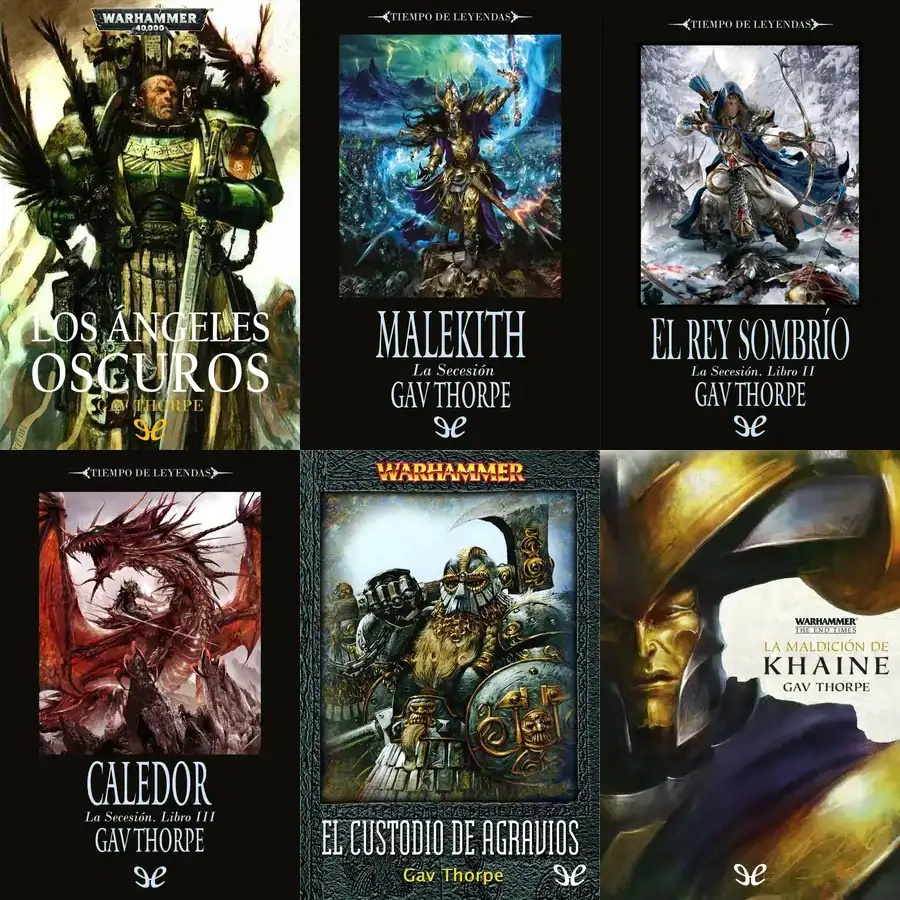 WARHAMMER
40,000
LOS ÁNGELES
OSCUROS
GAV THORPE
TIEMPO DE LEYENDAS
MALEKITH
La Secesión
GAV THORPE
TIEMPO DE LEYENDAS
EL REY SOMBRÍO
La Secesión. Libro II
GAV THORPE
TIEMPO DE LEYENDAS
CALEDOR
La Secesión. Libro III
GAV THORPE
WARHAMMER
EL CUSTODIO DE AGRAVIOS
Gav Thorpe
WARHAMMER
THE END TIMES
LA MALDICIÓN DE
KHAINE
GAV THORPE